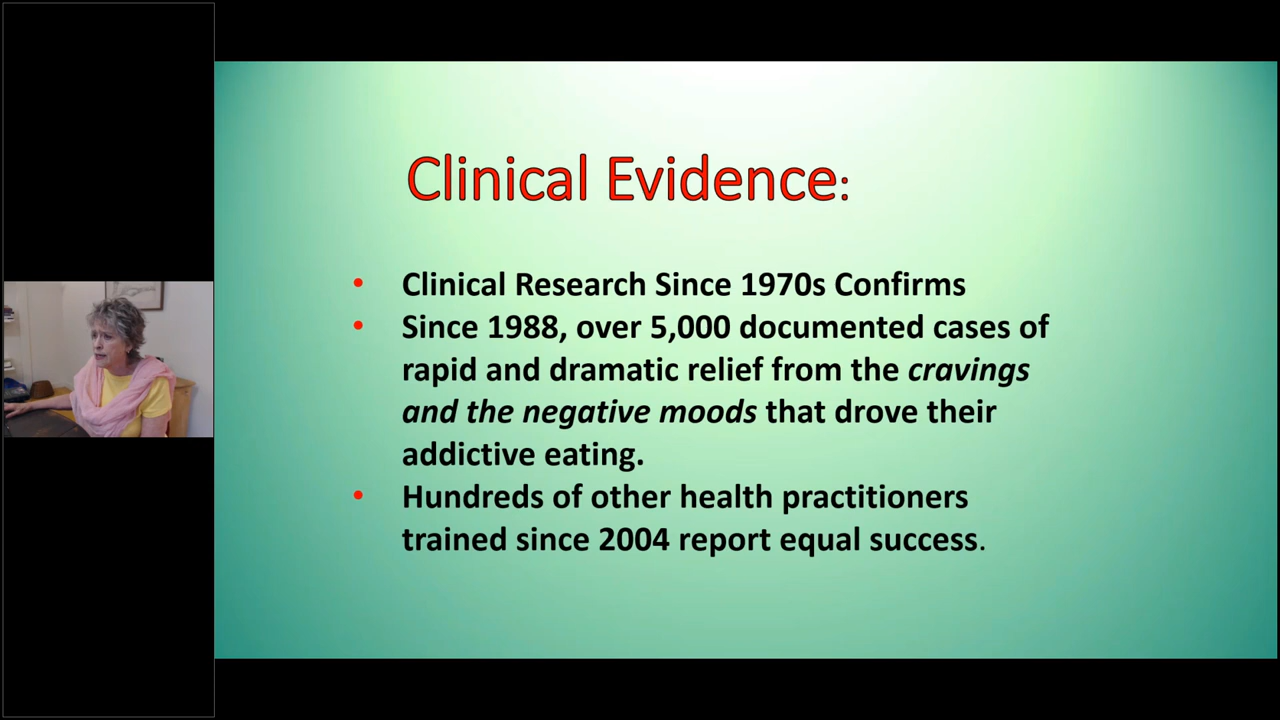 Clinical Evidence:
• Clinical Research Since 1970s Confirms
• Since 1988, over 5,000 documented cases of
rapid and dramatic relief from the cravings
and the negative moods that drove their
addictive eating.
• Hundreds of other health practitioners
trained since 2004 report equal success.